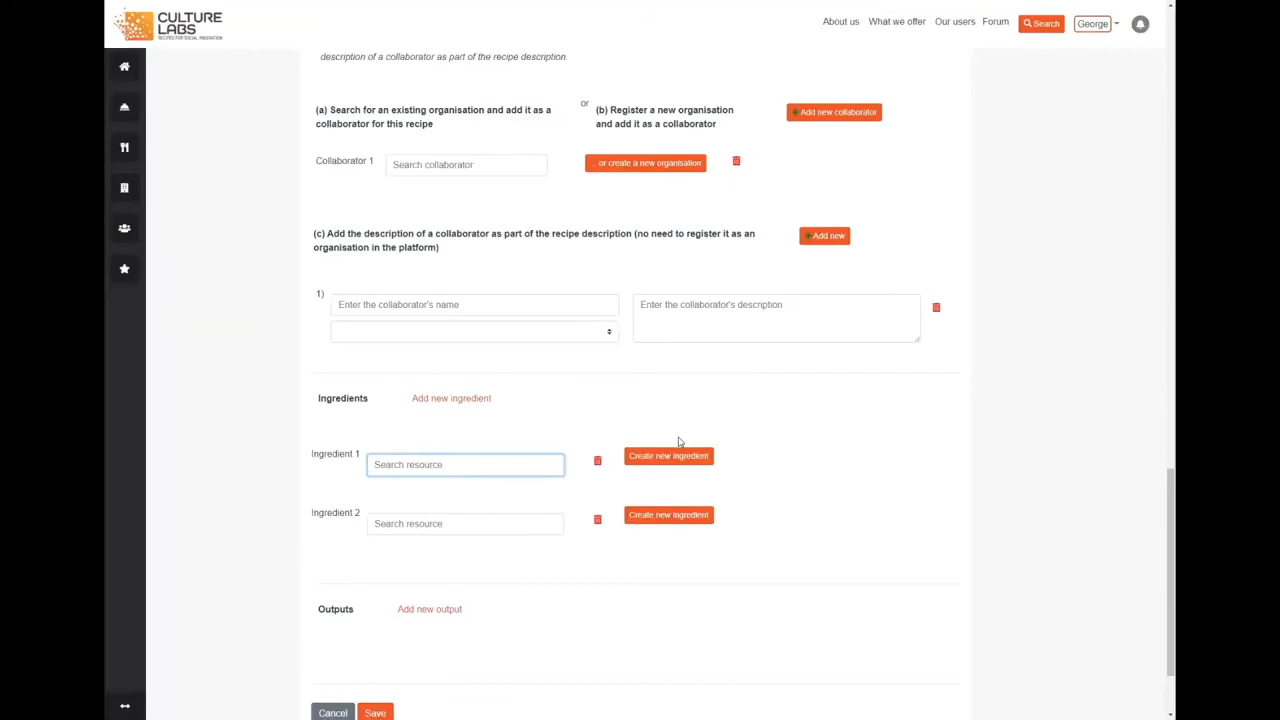 CULTURE
LABS
RECIPES FOR SOCIAL INNOVATION
About us What we offer Our users Forum Search George
description of a collaborator as part of the recipe description.
(a) Search for an existing organisation and add it as a
collaborator for this recipe
or
(b) Register a new organisation
and add it as a collaborator
Add new collaborator
Collaborator 1 Search collaborator ... or create a new organisation
(c) Add the description of a collaborator as part of the recipe description (no need to register it as an
organisation in the platform)
Add new
1) Enter the collaborator's name Enter the collaborator's description
Ingredients Add new ingredient
Ingredient 1 Search resource Create new ingredient
Ingredient 2 Search resource Create new ingredient
Outputs Add new output
Cancel Save